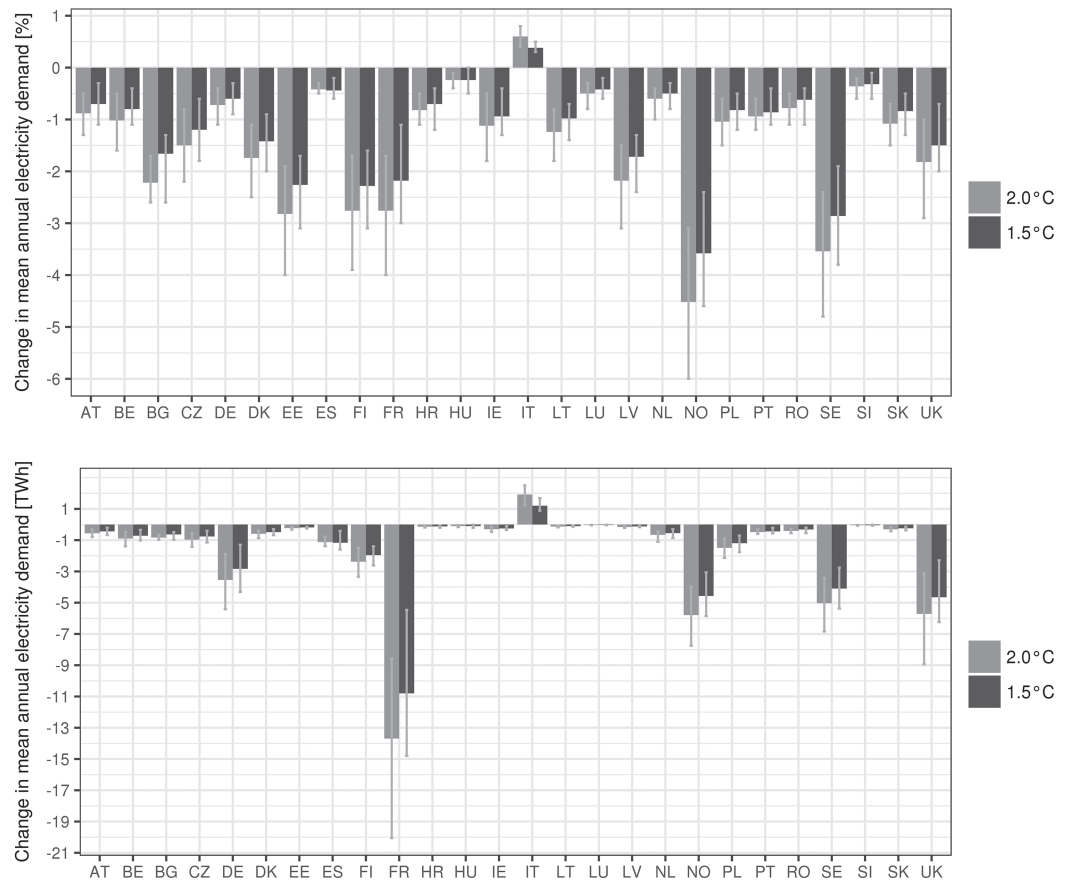 Change in mean annual electricity demand [%]
1
0
-1
-2
-3
-4
-5
-6
AT BE BG CZ DE DK EE ES FI FR HR HU IE IT LT LU LV NL NO PL PT RO SE SI SK UK
2.0°C
1.5°C
Change in mean annual electricity demand [TWh]
1
-1
-3
-5
-7
-9
-11
-13
-15
-17
-19
-21
AT BE BG CZ DE DK EE ES FI FR HR HU IE IT LT LU LV NL NO PL PT RO SE SI SK UK
2.0°C
1.5°C